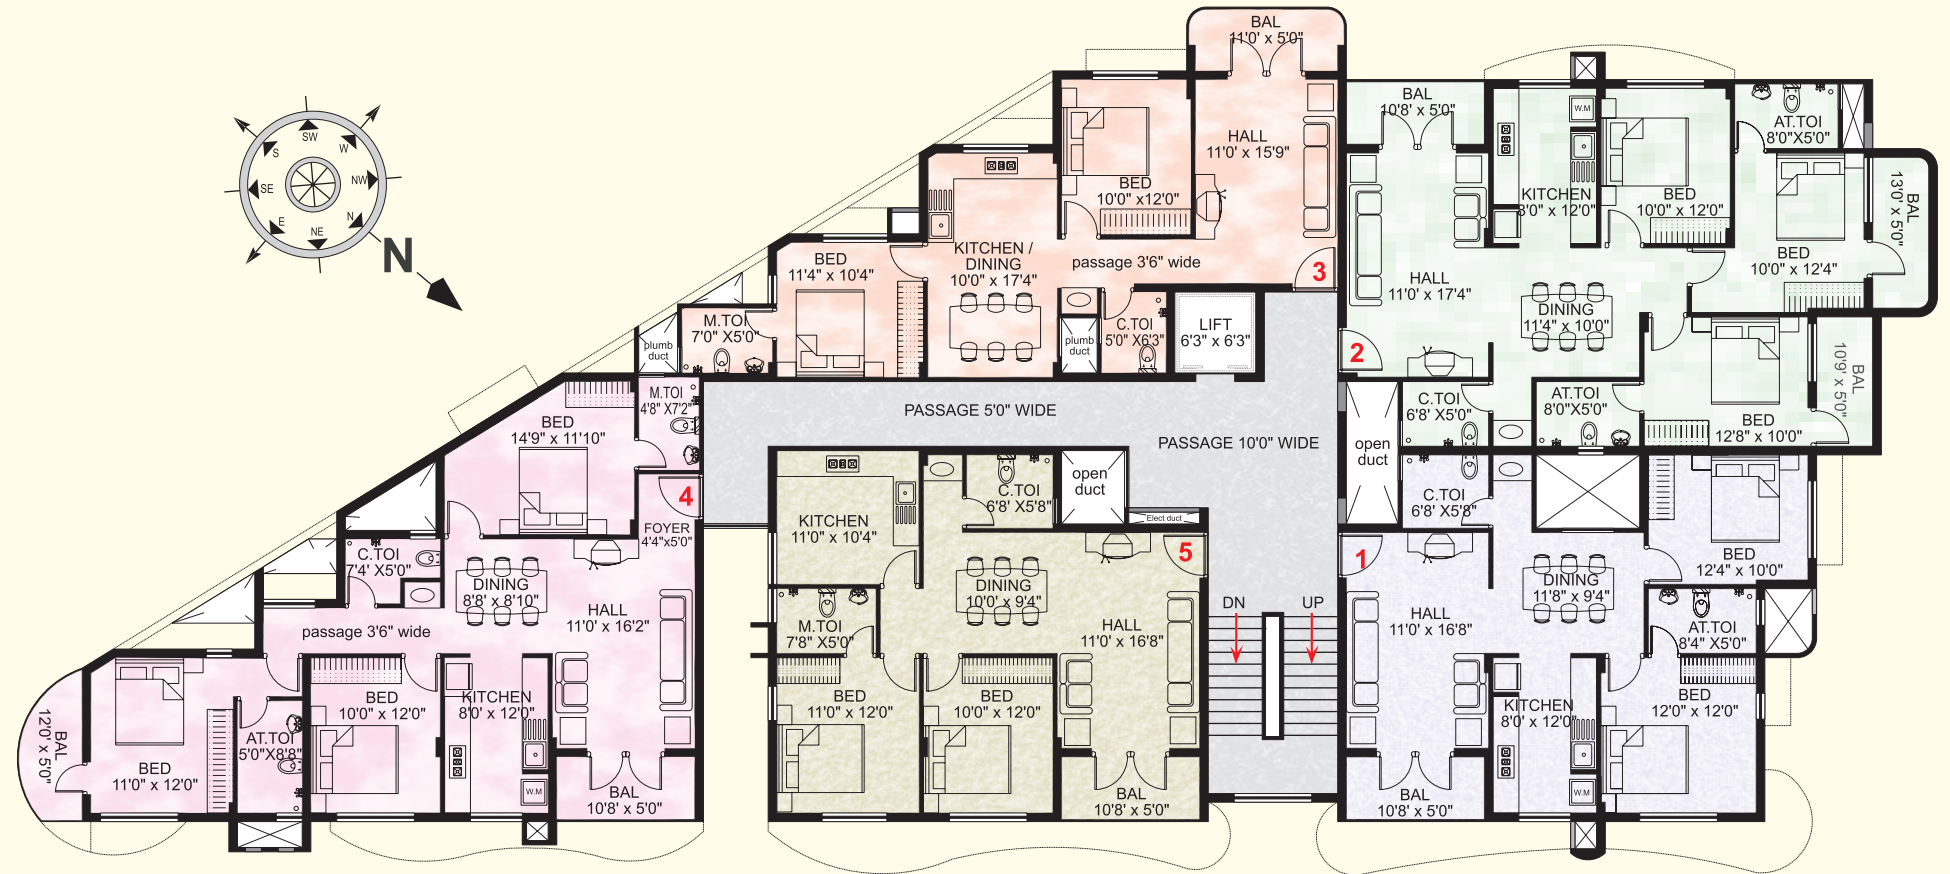 SW
S
W
SE
NW
E
N
NE
N
BAL
11'0' x 5'0"
HALL
11'0' x 15'9"
BED
10'0" x12'0"
KITCHEN /
DINING
10'0" x 17'4"
passage 3'6" wide
3
BED
11'4" x 10'4"
M.TOI
7'0" X5'0"
plumb
duct
plumb
duct
C.TOI
5'0" X6'3"
LIFT
6'3" x 6'3"
BAL
10'8' x 5'0"
KITCHEN
8'0" x 12'0"
W.M
BED
10'0" x 12'0"
AT.TOI
8'0"X5'0"
BAL
13'0' x 5'0"
BED
10'0" x 12'4"
HALL
11'0' x 17'4"
DINING
11'4" x 10'0"
2
BAL
10'9' x 5'0"
BED
12'8" x 10'0"
C.TOI
6'8' X5'0"
AT.TOI
8'0"X5'0"
PASSAGE 5'0" WIDE
PASSAGE 10'0" WIDE
open
duct
open
duct
Elect duct
M.TOI
4'8" X7'2"
BED
14'9" x 11'10"
4
FOYER
4'4"x5'0"
C.TOI
7'4' X5'0"
DINING
8'8' x 8'10"
HALL
11'0' x 16'2"
passage 3'6" wide
BAL
12'0' x 5'0"
BED
11'0" x 12'0"
AT.TOI
5'0"X8'8"
BED
10'0" x 12'0"
KITCHEN
8'0' x 12'0"
W.M
BAL
10'8' x 5'0"
KITCHEN
11'0" x 10'4"
C.TOI
6'8' X5'8"
5
DINING
10'0' x 9'4"
M.TOI
7'8" X5'0"
HALL
11'0' x 16'8"
BED
11'0" x 12'0"
BED
10'0" x 12'0"
BAL
10'8' x 5'0"
DN
UP
C.TOI
6'8' X5'8"
1
BED
12'4" x 10'0"
DINING
11'8" x 9'4"
HALL
11'0' x 16'8"
AT.TOI
8'4" X5'0"
KITCHEN
8'0' x 12'0"
W.M
BED
12'0" x 12'0"
BAL
10'8' x 5'0"